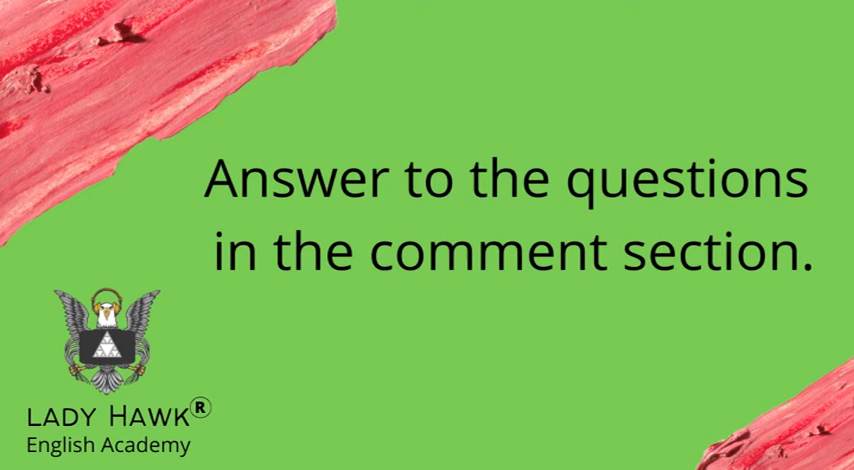 Answer to the questions
in the comment section.
LADY HAWK®
English Academy